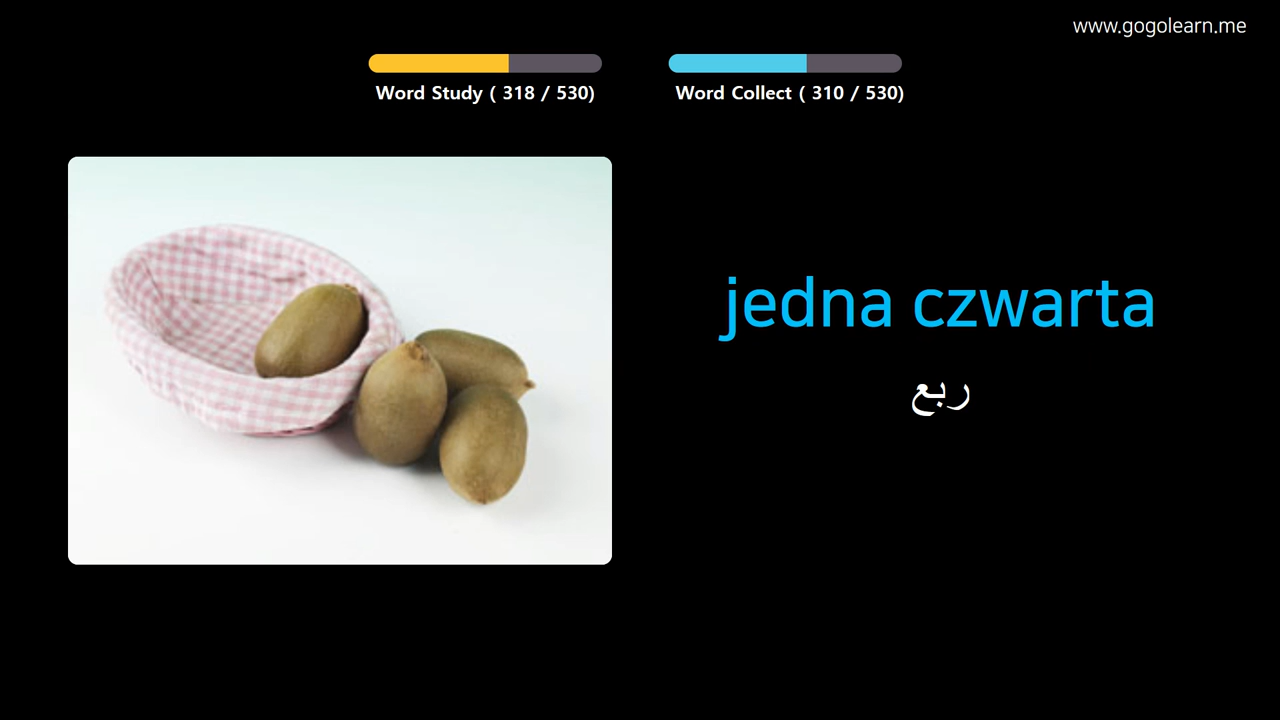 www.gogolearn.me
Word Study ( 318 / 530)
Word Collect ( 310 / 530)
jedna czwarta
ربع